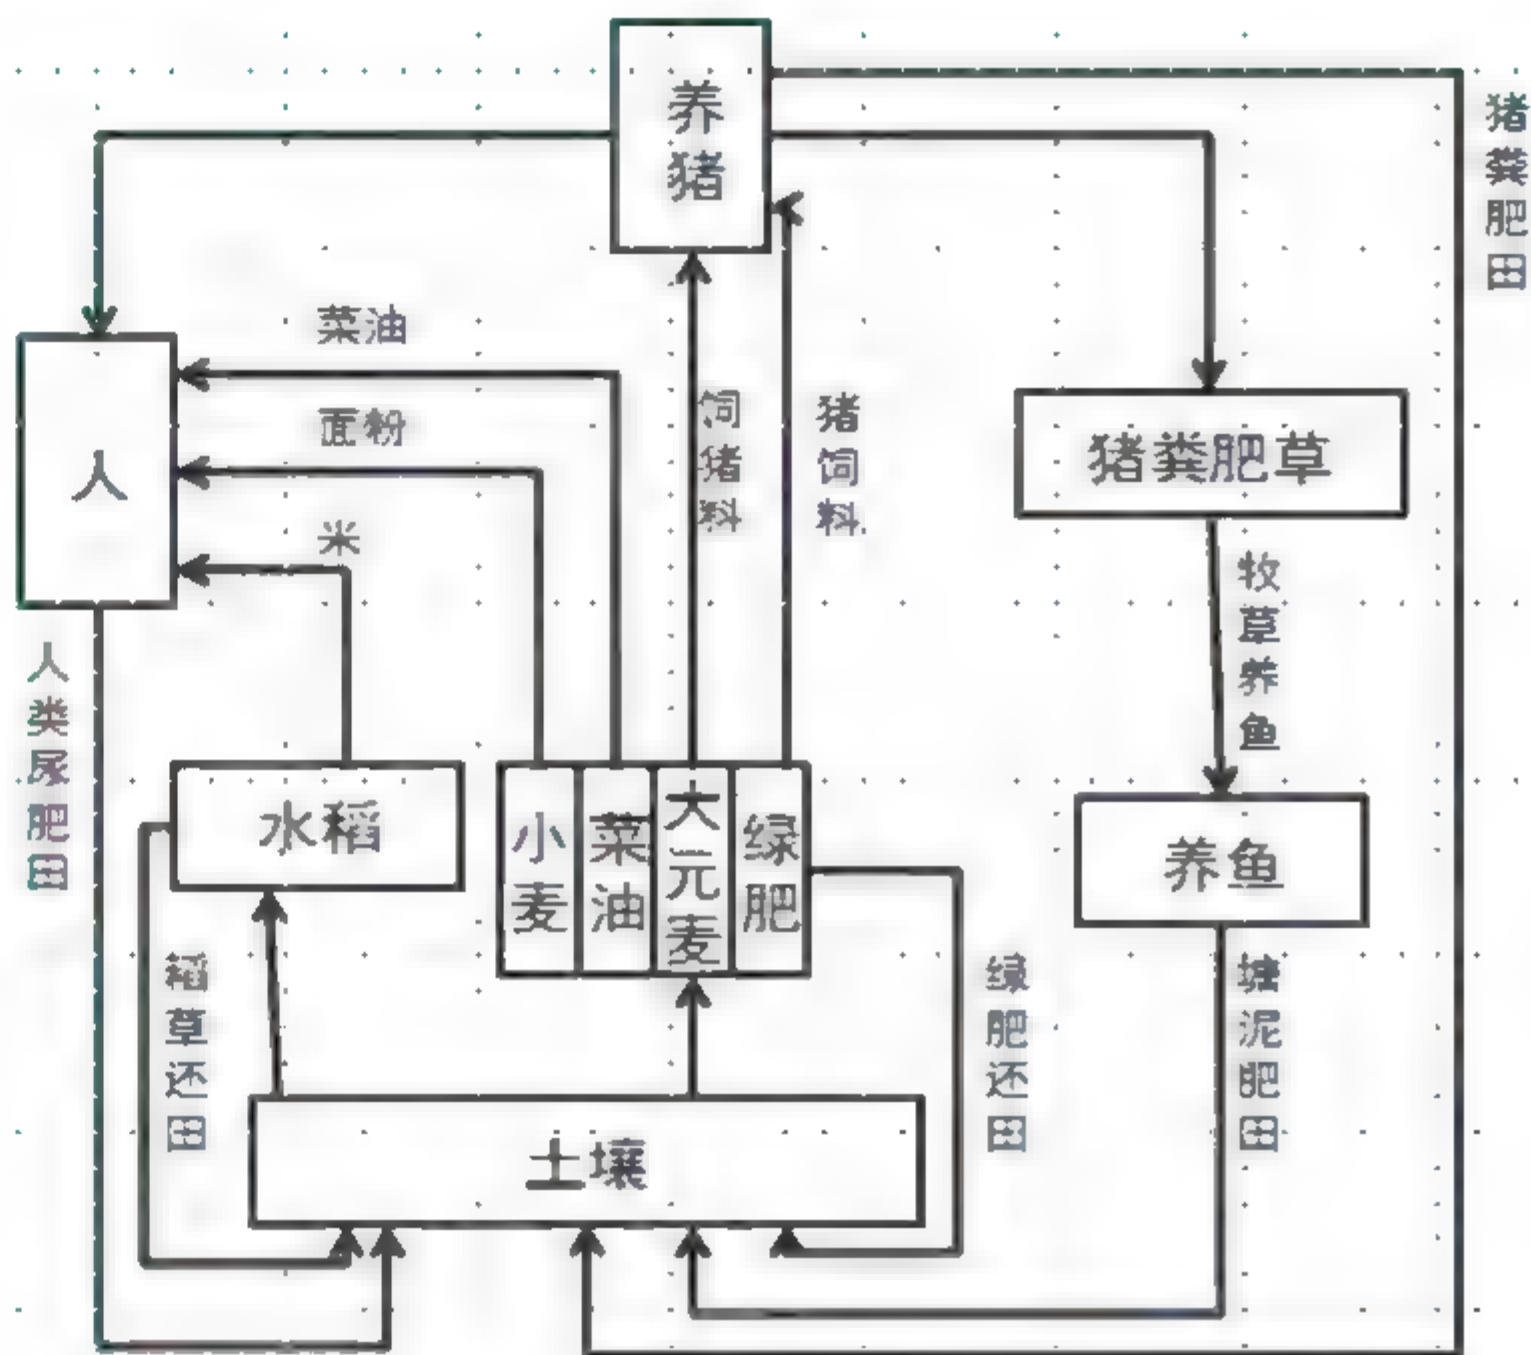 养猪
猪粪肥田
菜油
面粉
米
人
饲猪料
猪饲料
猪粪肥草
牧草养鱼
人类尿肥田
水稻
小麦
菜油
大元麦
绿肥
养鱼
稻草还田
绿肥还田
塘泥肥田
土壤